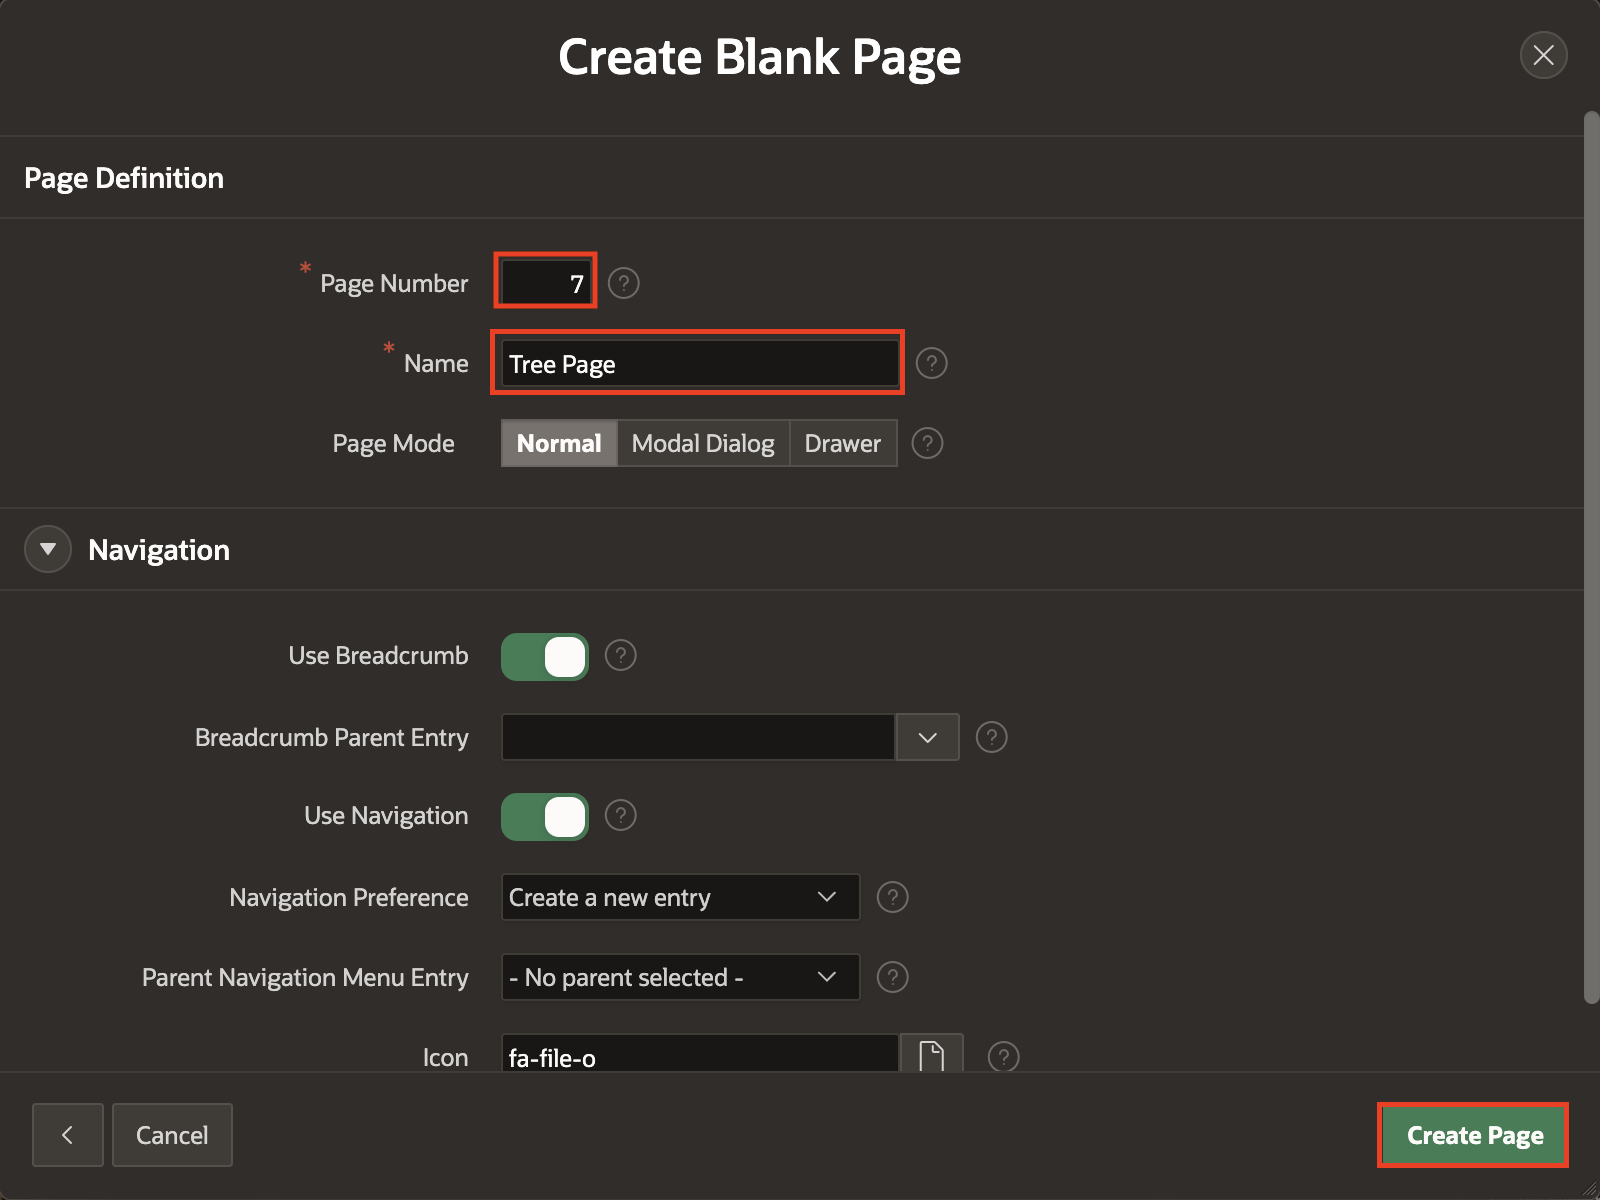 Create Blank Page
Page Definition
* Page Number 7 ?
* Name Tree Page ?
Page Mode Normal Modal Dialog Drawer ?
Navigation
Use Breadcrumb ?
Breadcrumb Parent Entry ?
Use Navigation ?
Navigation Preference Create a new entry ?
Parent Navigation Menu Entry - No parent selected - ?
Icon fa-file-o ?
Cancel Create Page